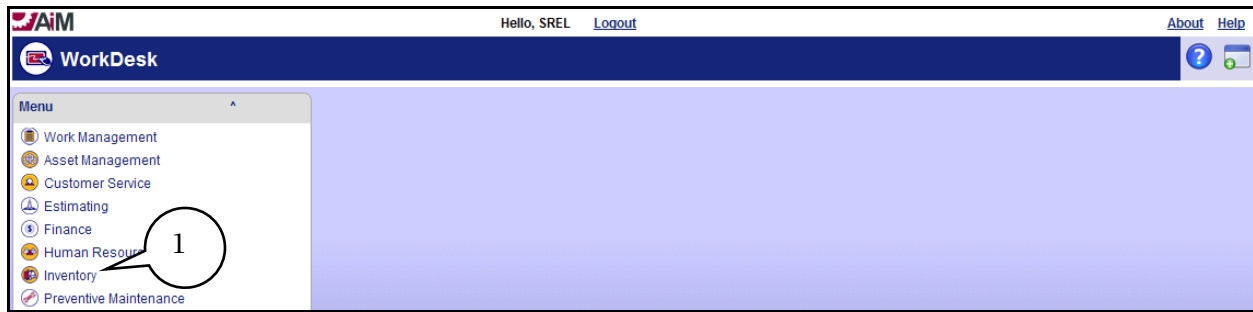 AiM
Hello, SREL Logout About Help
WorkDesk
Menu ^
Work Management
Asset Management
Customer Service
Estimating
Finance
Human Resour
1
Inventory
Preventive Maintenance